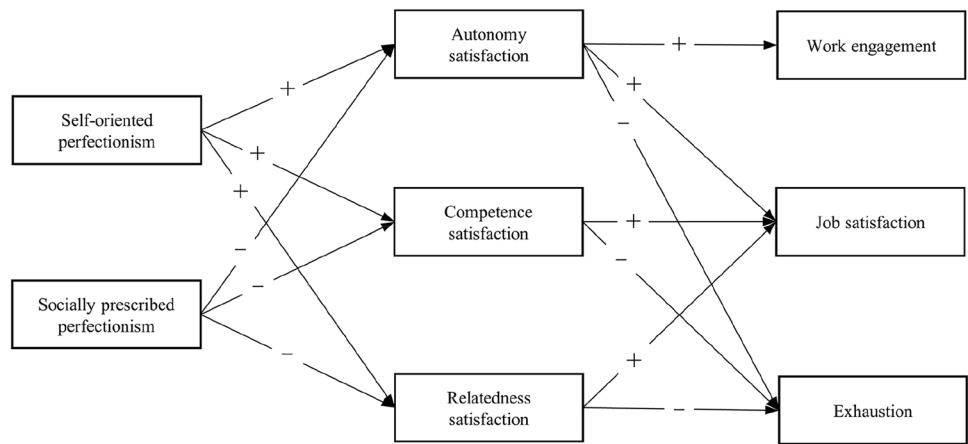 Autonomy
satisfaction
Work engagement
+
+
+
−
Self-oriented
perfectionism
+
+
Competence
satisfaction
Job satisfaction
+
−
−
−
Socially prescribed
perfectionism
−
+
Relatedness
satisfaction
Exhaustion
−